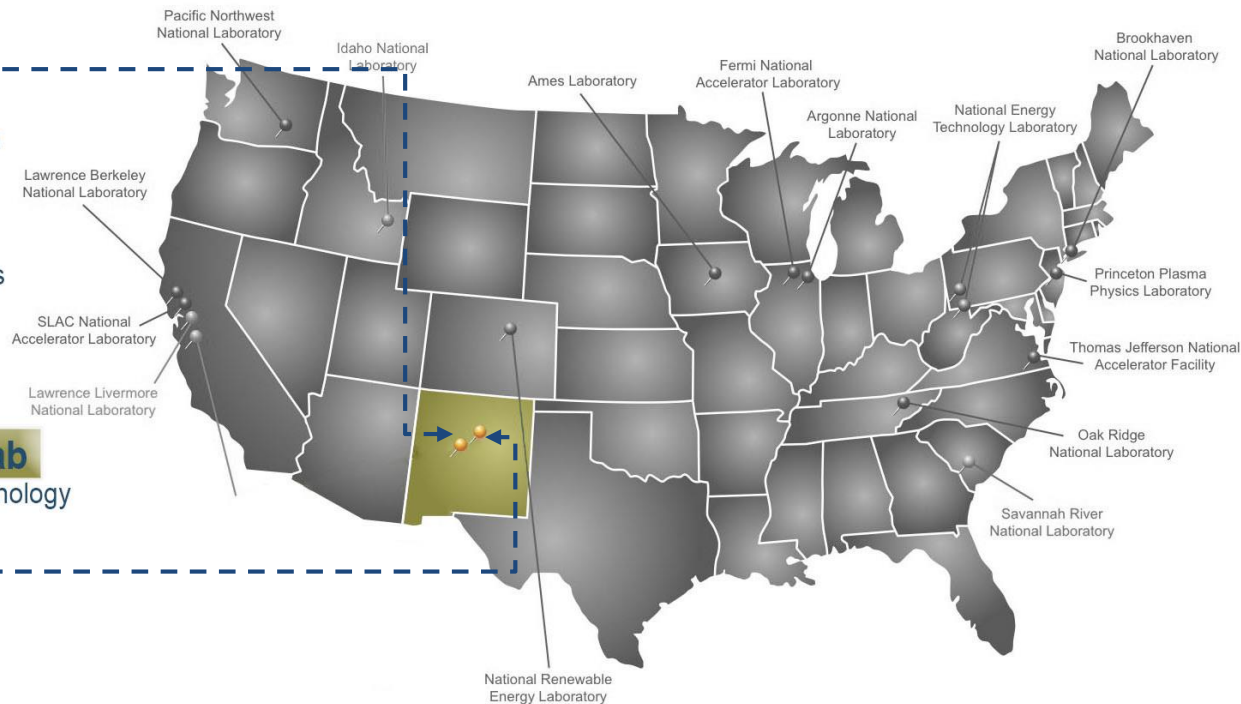 Pacific Northwest
National Laboratory
Idaho National
Laboratory
Ames Laboratory
Fermi National
Accelerator Laboratory
Argonne National
Laboratory
National Energy
Technology Laboratory
Brookhaven
National Laboratory
Lawrence Berkeley
National Laboratory
s
SLAC National
Accelerator Laboratory
Lawrence Livermore
National Laboratory
ab
nology
Princeton Plasma
Physics Laboratory
Thomas Jefferson National
Accelerator Facility
Oak Ridge
National Laboratory
Savannah River
National Laboratory
National Renewable
Energy Laboratory